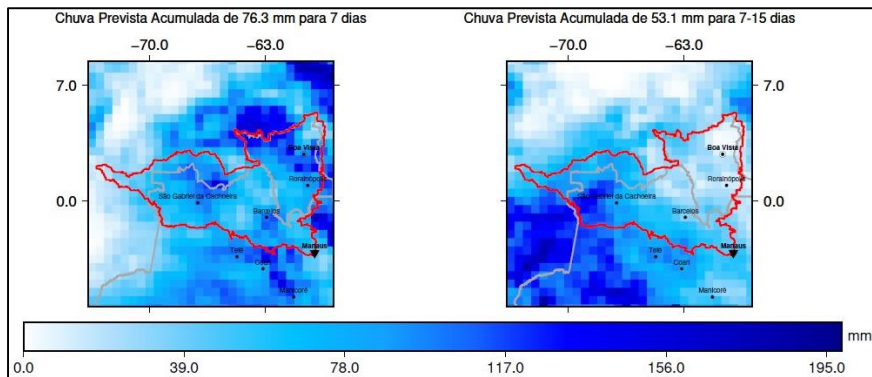 Chuva Prevista Acumulada de 76.3 mm para 7 dias
Chuva Prevista Acumulada de 53.1 mm para 7-15 dias
−70.0
−63.0
−70.0
−63.0
7.0
7.0
Boa Vista
Boa Vista
Rorainópolis
Rorainópolis
0.0
São Gabriel da Cachoeira
São Gabriel da Cachoeira
0.0
Barcelos
Barcelos
Manaus
Manaus
Tefé
Tefé
Coari
Coari
Manicoré
Manicoré
mm
0.0
39.0
78.0
117.0
156.0
195.0